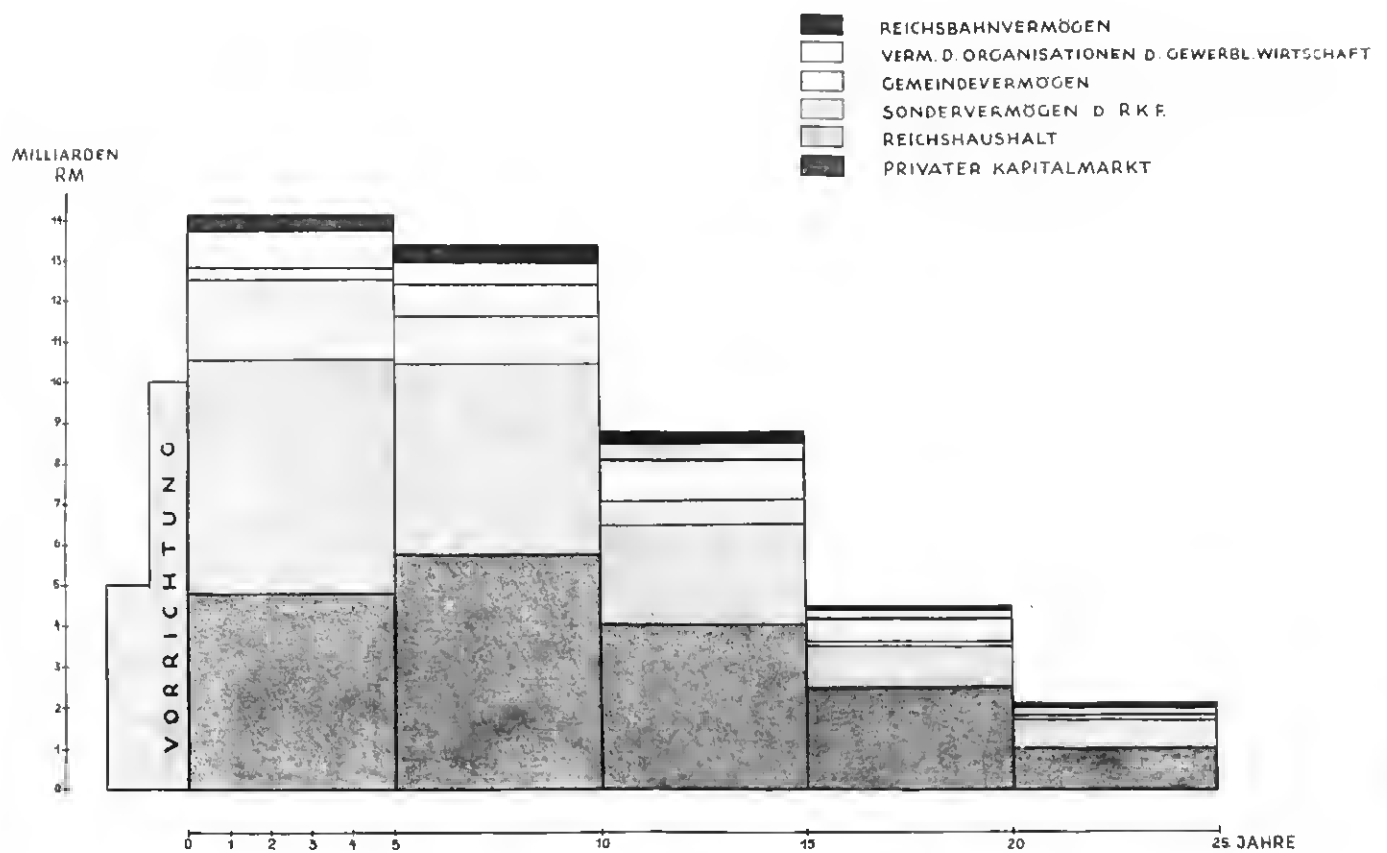 REICHSBAHNVERMÖGEN
VERM. D. ORGANISATIONEN D. GEWERBL. WIRTSCHAFT
GEMEINDEVERMÖGEN
SONDERVERMÖGEN D R K F.
REICHSHAUSHALT
PRIVATER KAPITALMARKT
MILLIARDEN
RM
14
13
12
11
10
9
8
7
6
5
4
3
2
1
0
VORRICHTUNG
0 1 2 3 4 5 10 15 20 25 JAHRE